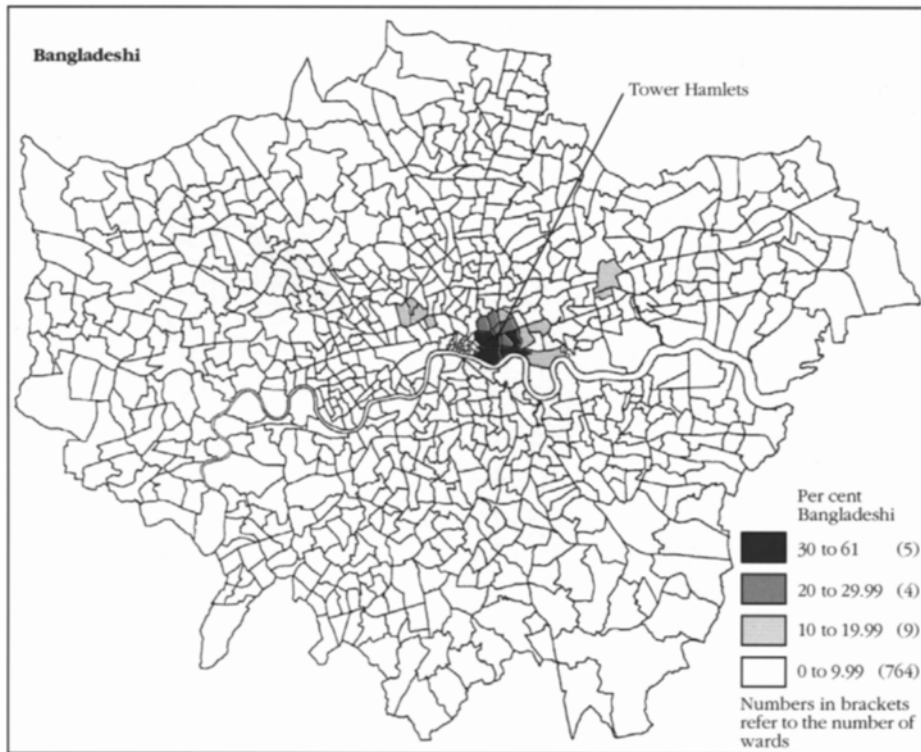 Bangladeshi
Tower Hamlets
Per cent
Bangladeshi
30 to 61 (5)
20 to 29.99 (4)
10 to 19.99 (9)
0 to 9.99 (764)
Numbers in brackets
refer to the number of
wards